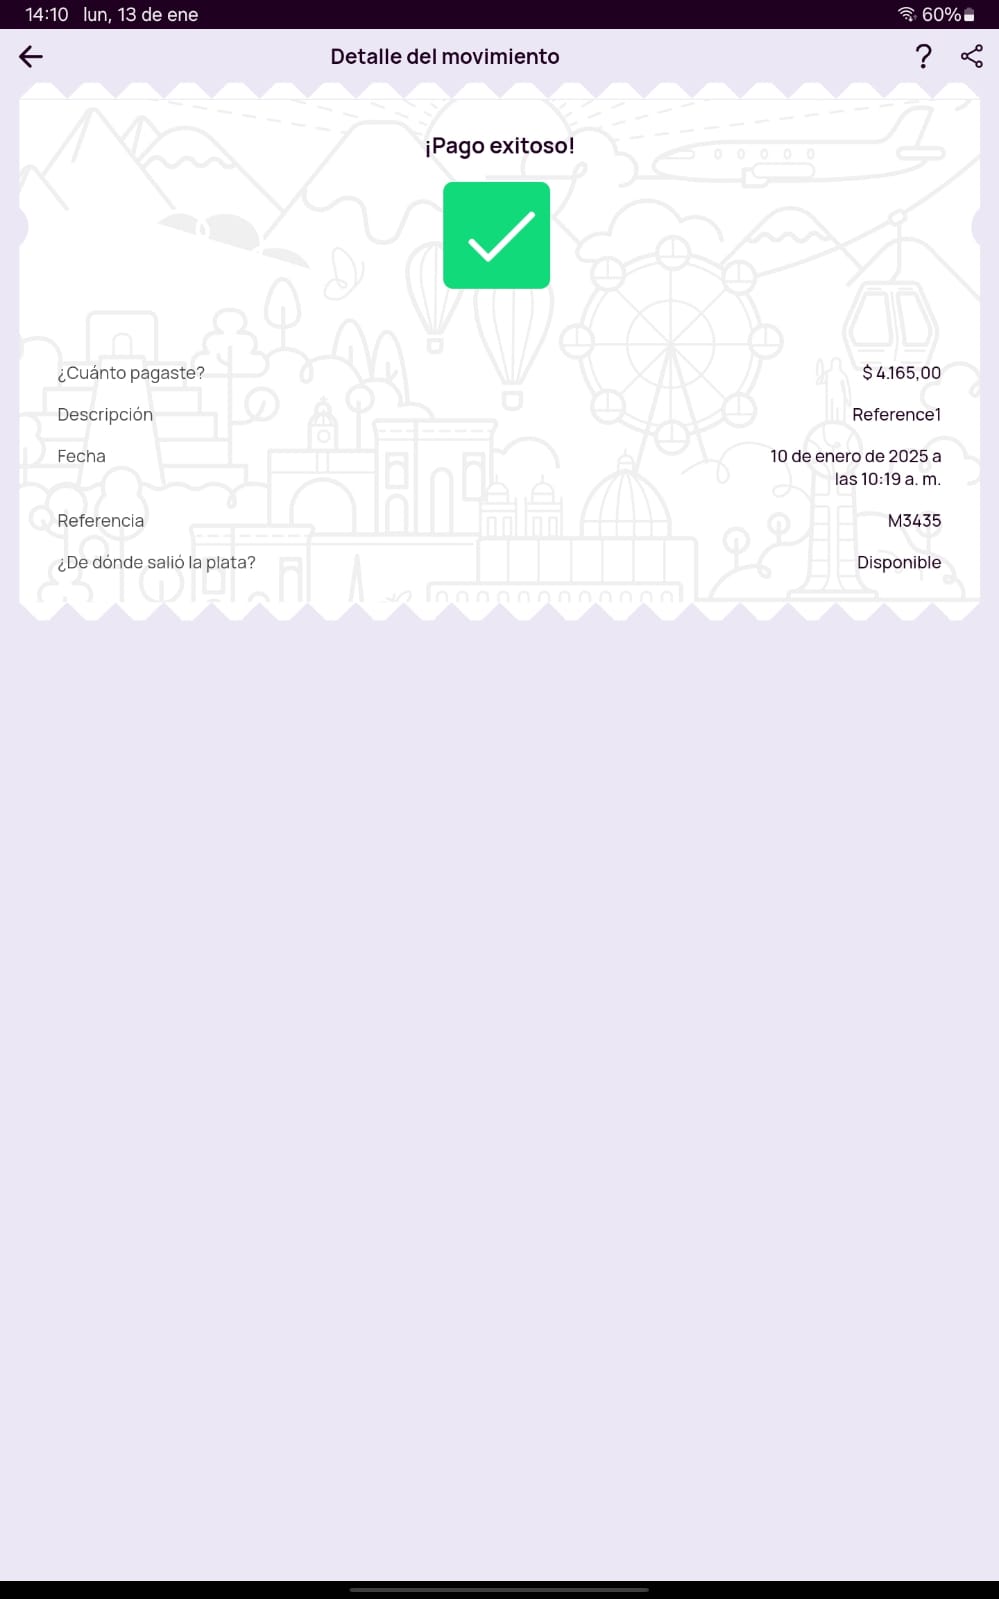 14:10 lun, 13 de ene 60%
Detalle del movimiento ?
¡Pago exitoso!
¿Cuánto pagaste? $ 4.165,00
Descripción Reference1
Fecha 10 de enero de 2025 a
las 10:19 a. m.
Referencia M3435
¿De dónde salió la plata? Disponible